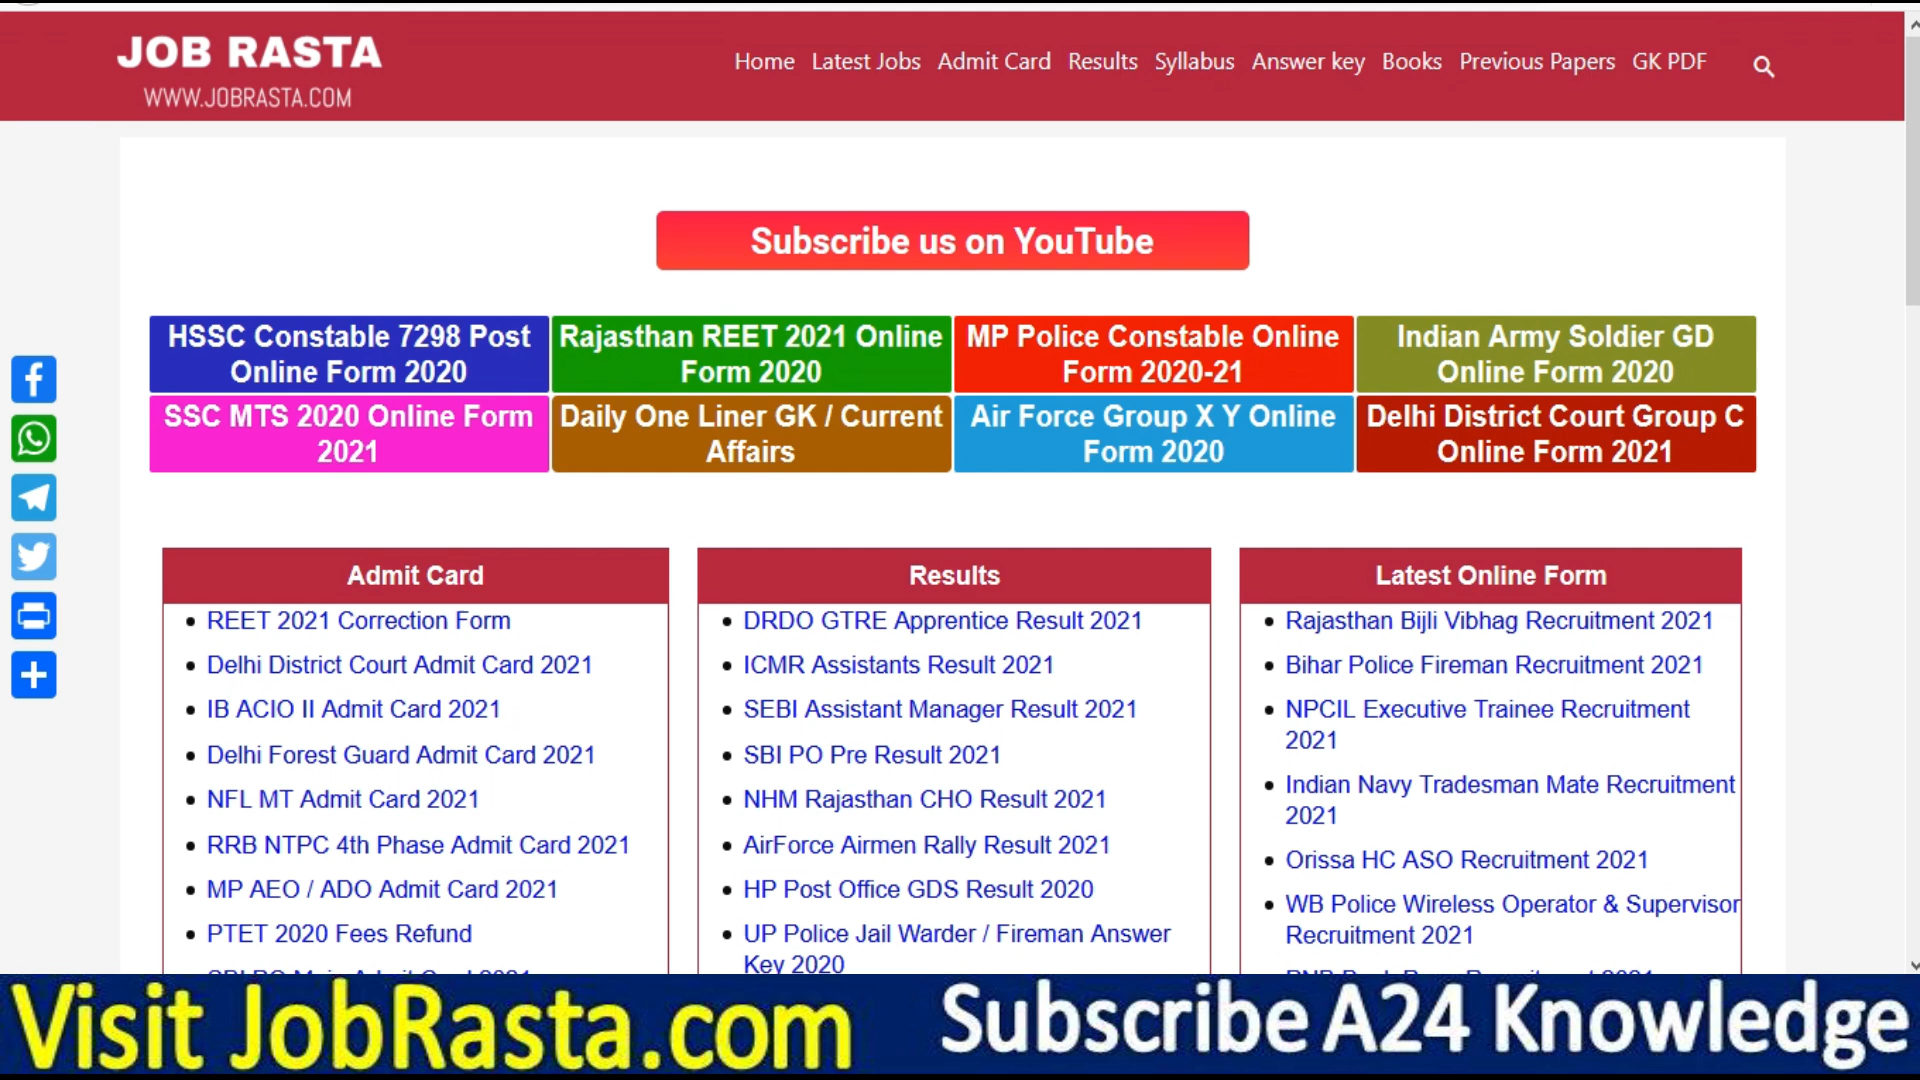 JOB RASTA
WWW.JOBRASTA.COM
Home Latest Jobs Admit Card Results Syllabus Answer key Books Previous Papers GK PDF
Subscribe us on YouTube
HSSC Constable 7298 Post
Online Form 2020
Rajasthan REET 2021 Online
Form 2020
MP Police Constable Online
Form 2020-21
Indian Army Soldier GD
Online Form 2020
SSC MTS 2020 Online Form
2021
Daily One Liner GK / Current
Affairs
Air Force Group X Y Online
Form 2020
Delhi District Court Group C
Online Form 2021
Admit Card
REET 2021 Correction Form
Delhi District Court Admit Card 2021
IB ACIO II Admit Card 2021
Delhi Forest Guard Admit Card 2021
NFL MT Admit Card 2021
RRB NTPC 4th Phase Admit Card 2021
MP AEO / ADO Admit Card 2021
PTET 2020 Fees Refund
Results
DRDO GTRE Apprentice Result 2021
ICMR Assistants Result 2021
SEBI Assistant Manager Result 2021
SBI PO Pre Result 2021
NHM Rajasthan CHO Result 2021
AirForce Airmen Rally Result 2021
HP Post Office GDS Result 2020
UP Police Jail Warder / Fireman Answer
Key 2020
Latest Online Form
Rajasthan Bijli Vibhag Recruitment 2021
Bihar Police Fireman Recruitment 2021
NPCIL Executive Trainee Recruitment
2021
Indian Navy Tradesman Mate Recruitment
2021
Orissa HC ASO Recruitment 2021
WB Police Wireless Operator & Supervisor
Recruitment 2021
Visit JobRasta.com
Subscribe A24 Knowledge